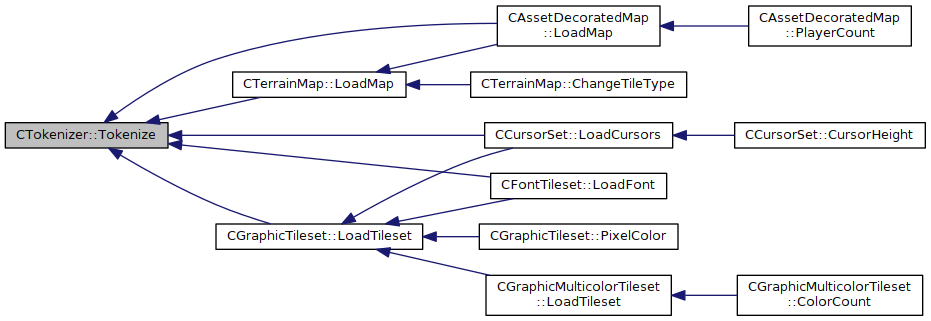 CTokenizer::Tokenize
CAssetDecoratedMap
::LoadMap
CAssetDecoratedMap
::PlayerCount
CTerrainMap::LoadMap
CTerrainMap::ChangeTileType
CCursorSet::LoadCursors
CCursorSet::CursorHeight
CFontTileset::LoadFont
CGraphicTileset::LoadTileset
CGraphicTileset::PixelColor
CGraphicMulticolorTileset
::LoadTileset
CGraphicMulticolorTileset
::ColorCount